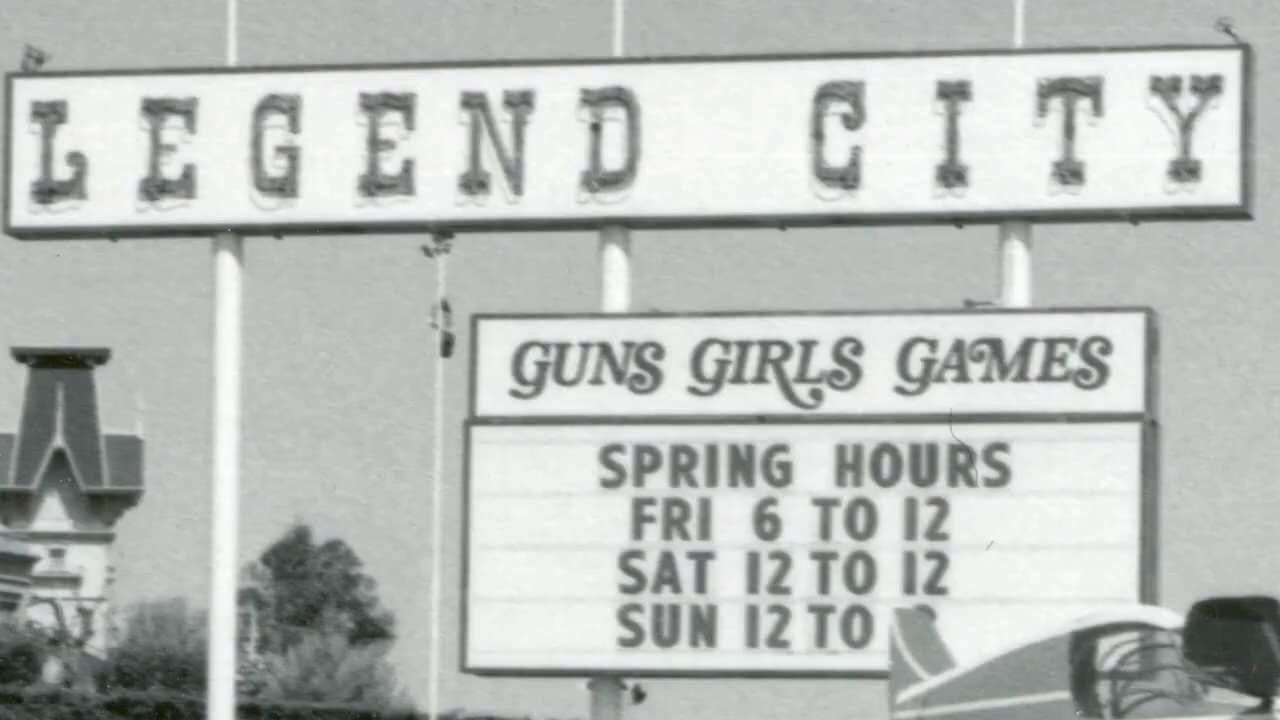 LEGEND CITY
GUNS GIRLS GAMES
SPRING HOURS
FRI 6 TO 12
SAT 12 TO 12
SUN 12 TO